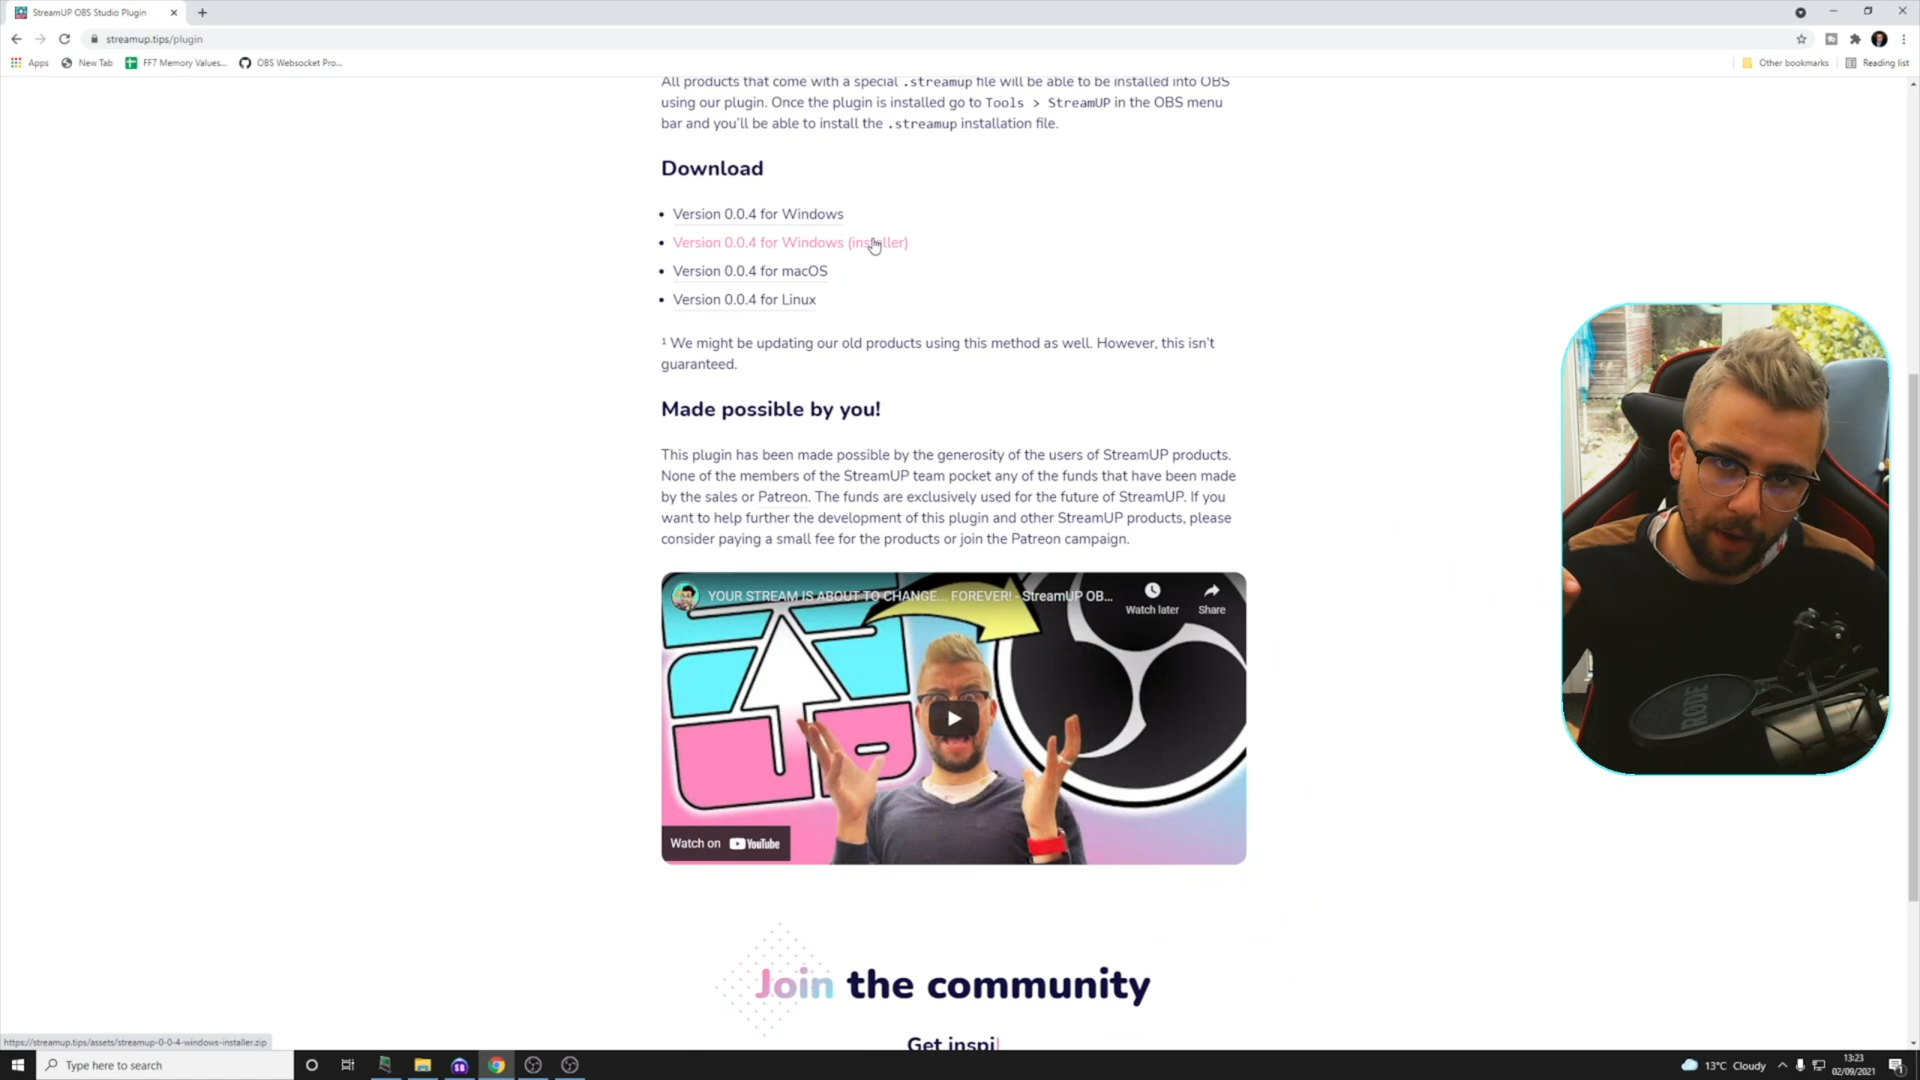 StreamUP OBS Studio Plugin
streamup.tips/plugin
Apps
New Tab
FF7 Memory Values...
OBS Websocket Pro...
Other bookmarks
Reading list
All products that come with a special .streamup file will be able to be installed into OBS
using our plugin. Once the plugin is installed go to Tools > StreamUP in the OBS menu
bar and you'll be able to install the .streamup installation file.
Download
• Version 0.0.4 for Windows
• Version 0.0.4 for Windows (installer)
• Version 0.0.4 for macOS
• Version 0.0.4 for Linux
¹ We might be updating our old products using this method as well. However, this isn't
guaranteed.
Made possible by you!
This plugin has been made possible by the generosity of the users of StreamUP products.
None of the members of the StreamUP team pocket any of the funds that have been made
by the sales or Patreon. The funds are exclusively used for the future of StreamUP. If you
want to help further the development of this plugin and other StreamUP products, please
consider paying a small fee for the products or join the Patreon campaign.
YOUR STREAM IS ABOUT TO CHANGE... FOREVER! - StreamUP OB...
Watch later
Share
UP
Watch on YouTube
RODE
Join the community
Get inspi
https://streamup.tips/assets/streamup-0-0-4-windows-installer.zip
Type here to search
SB
13°C Cloudy
13:23
02/09/2021